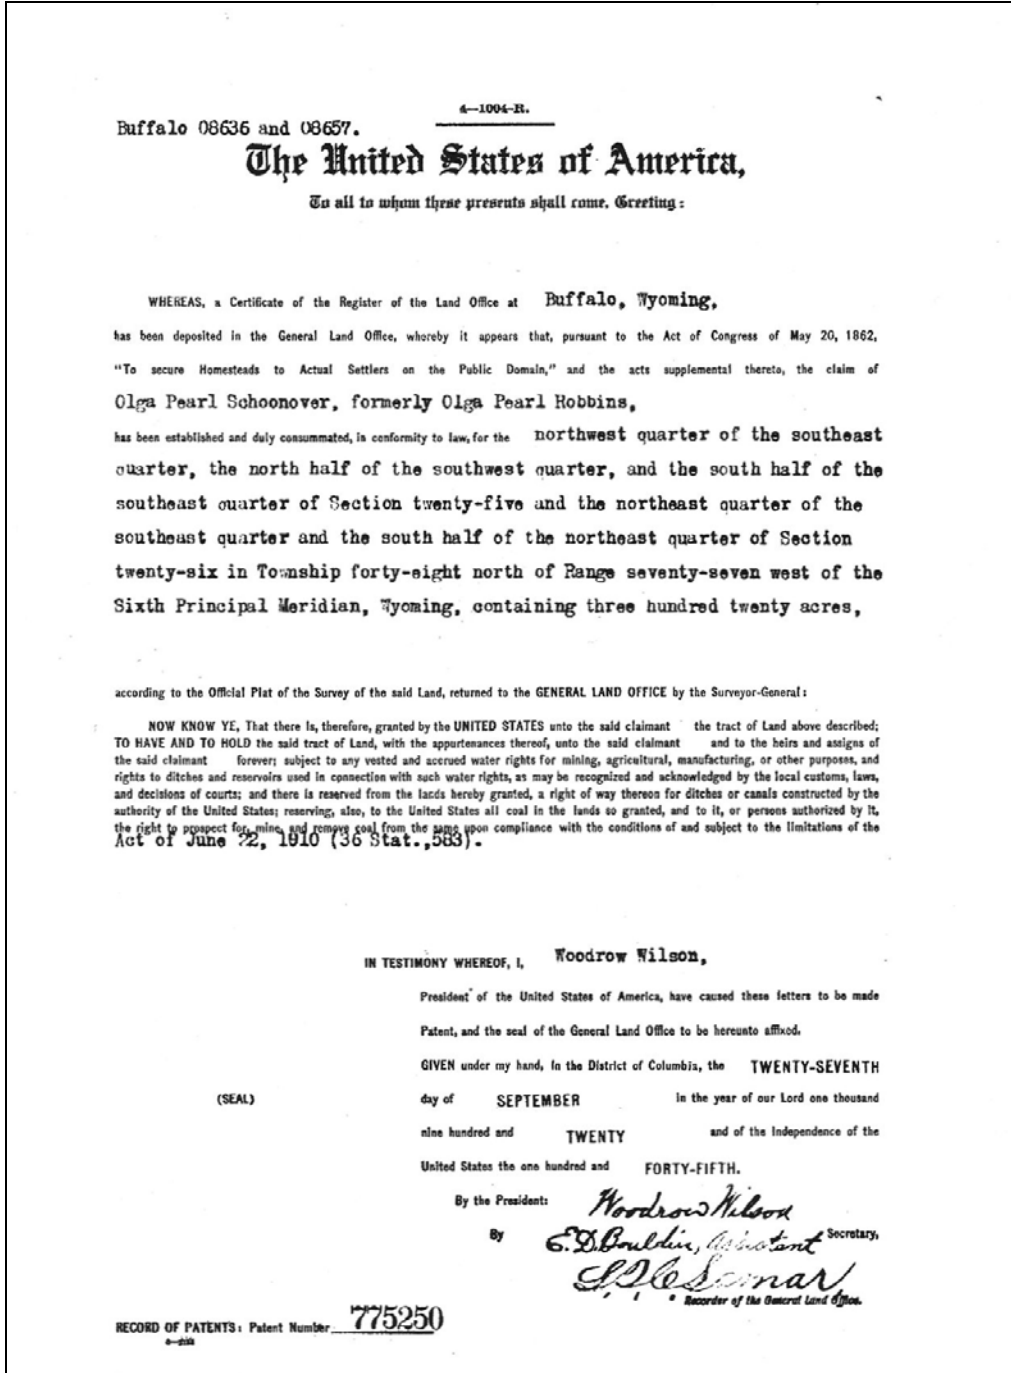 4—1004-R.
Buffalo 08636 and 08657.
The United States of America,
To all to whom these presents shall come, Greeting:
WHEREAS, a Certificate of the Register of the Land Office at Buffalo, Wyoming,
has been deposited in the General Land Office, whereby it appears that, pursuant to the Act of Congress of May 20, 1862,
"To secure Homesteads to Actual Settlers on the Public Domain," and the acts supplemental thereto, the claim of
Olga Pearl Schoonover, formerly Olga Pearl Robbins,
has been established and duly consummated, in conformity to law, for the northwest quarter of the southeast
quarter, the north half of the southwest quarter, and the south half of the
southeast quarter of Section twenty-five and the northeast quarter of the
southeast quarter and the south half of the northeast quarter of Section
twenty-six in Township forty-eight north of Range seventy-seven west of the
Sixth Principal Meridian, Wyoming, containing three hundred twenty acres,
according to the Official Plat of the Survey of the said Land, returned to the GENERAL LAND OFFICE by the Surveyor-General:
NOW KNOW YE, That there is, therefore, granted by the UNITED STATES unto the said claimant the tract of Land above described;
TO HAVE AND TO HOLD the said tract of Land, with the appurtenances thereof, unto the said claimant and to the heirs and assigns of
the said claimant forever; subject to any vested and accrued water rights for mining, agricultural, manufacturing, or other purposes, and
rights to ditches and reservoirs used in connection with such water rights, as may be recognized and acknowledged by the local customs, laws,
and decisions of courts; and there is reserved from the lands hereby granted, a right of way thereon for ditches or canals constructed by the
authority of the United States; reserving, also, to the United States all coal in the lands so granted, and to it, or persons authorized by it,
the right to prospect for, mine, and remove coal from the same upon compliance with the conditions of and subject to the limitations of the
Act of June 22, 1910 (36 Stat.,583).
IN TESTIMONY WHEREOF, I, Woodrow Wilson,
President of the United States of America, have caused these letters to be made
Patent, and the seal of the General Land Office to be hereunto affixed.
GIVEN under my hand, in the District of Columbia, the TWENTY-SEVENTH
(SEAL) day of SEPTEMBER in the year of our Lord one thousand
nine hundred and TWENTY and of the Independence of the
United States the one hundred and FORTY-FIFTH.
By the President: Woodrow Wilson
By E.D. Bouldin, Assistant Secretary,
Recorder of the General Land Office.
RECORD OF PATENTS: Patent Number 775250